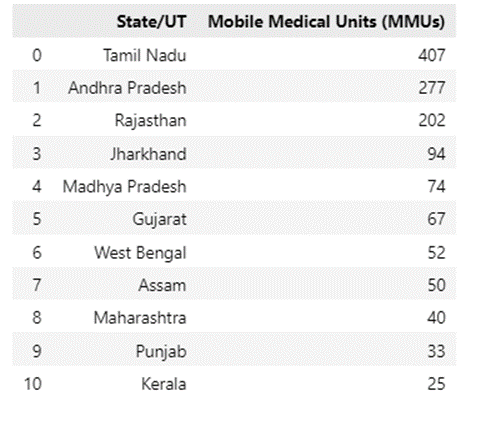 State/UT Mobile Medical Units (MMUs)
0 Tamil Nadu 407
1 Andhra Pradesh 277
2 Rajasthan 202
3 Jharkhand 94
4 Madhya Pradesh 74
5 Gujarat 67
6 West Bengal 52
7 Assam 50
8 Maharashtra 40
9 Punjab 33
10 Kerala 25